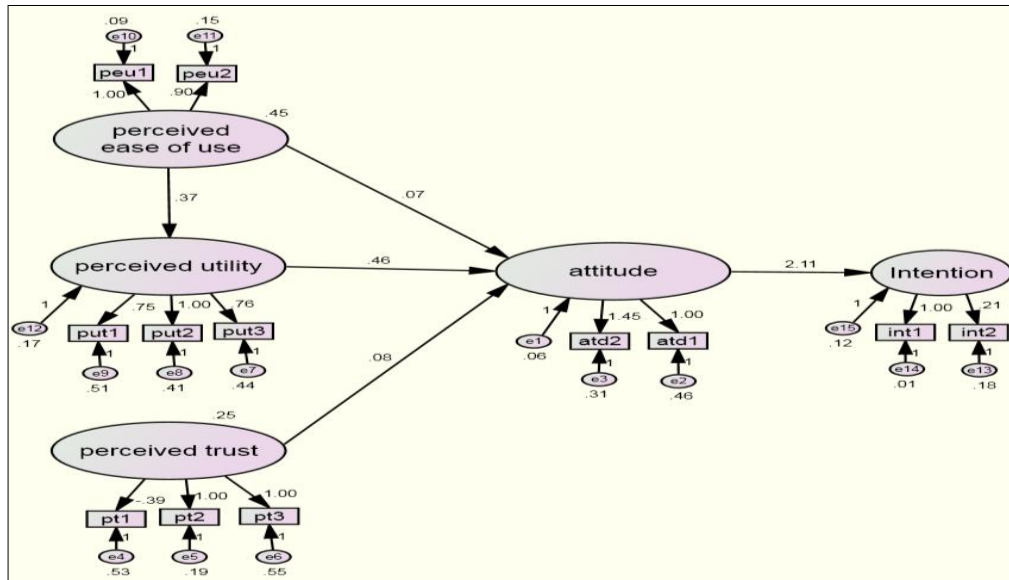 .09
.15
e10
e11
1
1
peu1
peu2
1.00
.90
.45
perceived
ease of use
.37
.07
perceived utility
.46
attitude
2.11
Intention
1
.75
1.00
.76
e12
.17
put1
put2
put3
1
1
1
e9
e8
e7
.51
.41
.44
1
1.45
1.00
e1
.06
atd2
atd1
1
1
e3
e2
.31
.46
1
1.00
.21
e15
.12
int1
int2
1
1
e14
e13
.01
.18
.08
.25
perceived trust
-.39
1.00
1.00
pt1
pt2
pt3
1
1
1
e4
e5
e6
.53
.19
.55